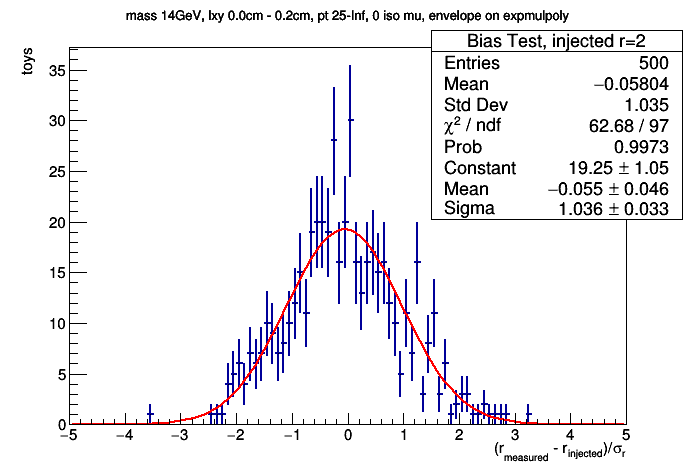 mass 14GeV, lxy 0.0cm - 0.2cm, pt 25-Inf, 0 iso mu, envelope on expmulpoly
Bias Test, injected r=2
Entries 500
Mean −0.05804
Std Dev 1.035
χ² / ndf 62.68 / 97
Prob 0.9973
Constant 19.25 ± 1.05
Mean −0.055 ± 0.046
Sigma 1.036 ± 0.033
toys
35
30
25
20
15
10
5
0
−5 −4 −3 −2 −1 0 1 2 3 4 5
(r_measured - r_injected)/σ_r